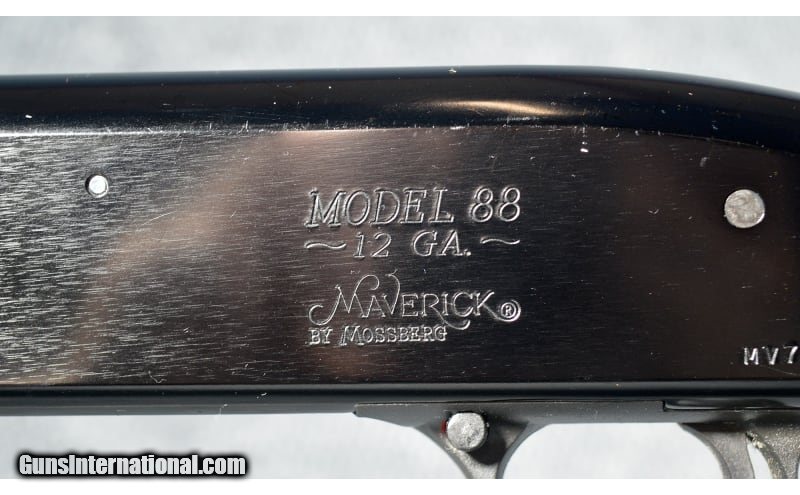 MODEL 88
~ 12 GA. ~
MAVERICK®
BY MOSSBERG
MV7
GunsInternational.com